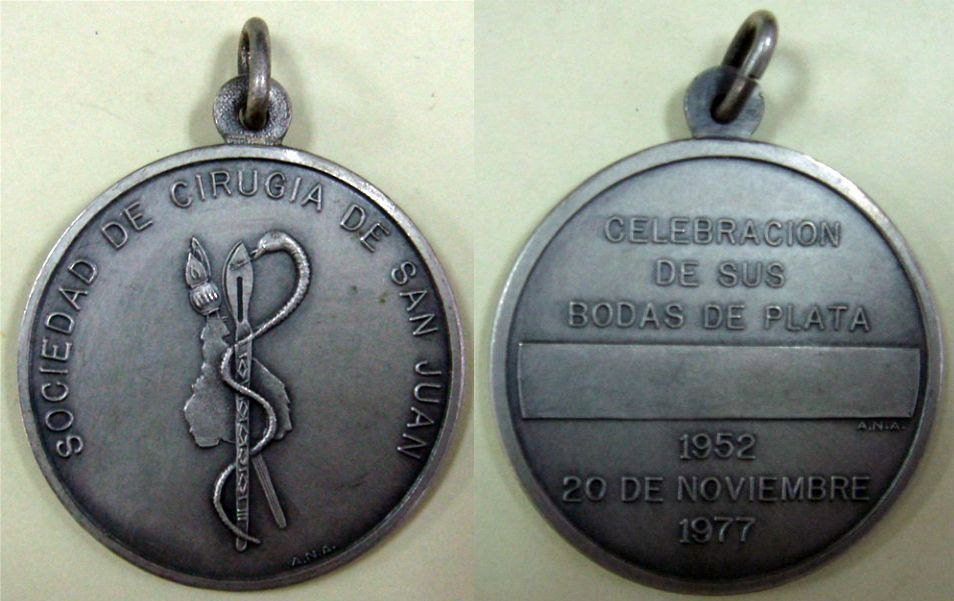 SOCIEDAD DE CIRUGIA DE SAN JUAN
A.N.A.
CELEBRACION
DE SUS
BODAS DE PLATA
A.N.A.
1952
20 DE NOVIEMBRE
1977